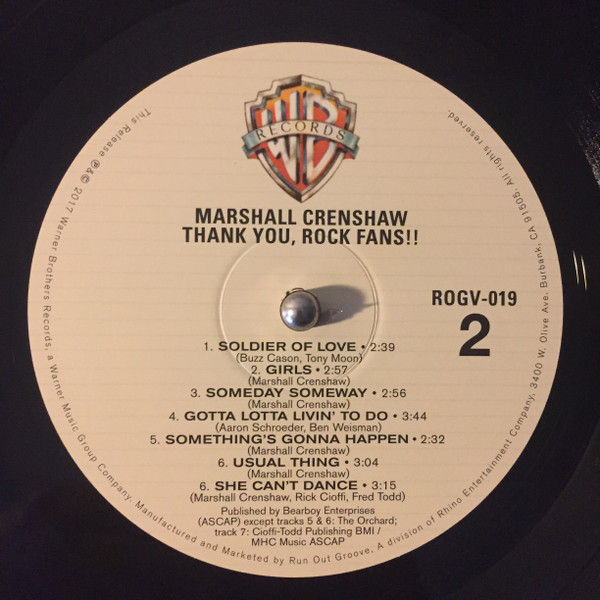 WB
RECORDS
MARSHALL CRENSHAW
THANK YOU, ROCK FANS!!
ROGV-019
2
1. SOLDIER OF LOVE • 2:39
(Buzz Cason, Tony Moon)
2. GIRLS • 2:57
(Marshall Crenshaw)
3. SOMEDAY SOMEWAY • 2:56
(Marshall Crenshaw)
4. GOTTA LOTTA LIVIN' TO DO • 3:44
(Aaron Schroeder, Ben Weisman)
5. SOMETHING'S GONNA HAPPEN • 2:32
(Marshall Crenshaw)
6. USUAL THING • 3:04
(Marshall Crenshaw)
6. SHE CAN'T DANCE • 3:15
(Marshall Crenshaw, Rick Cioffi, Fred Todd)
Published by Bearboy Enterprises
(ASCAP) except tracks 5 & 6: The Orchard;
track 7: Cioffi-Todd Publishing BMI /
MHC Music ASCAP
This Release ℗&© 2017 Warner Brothers Records, a Warner Music Group Company. Manufactured and Marketed by Run Out Groove, A division of Rhino Entertainment Company, 3400 W. Olive Ave. Burbank, CA 91505. All rights reserved.